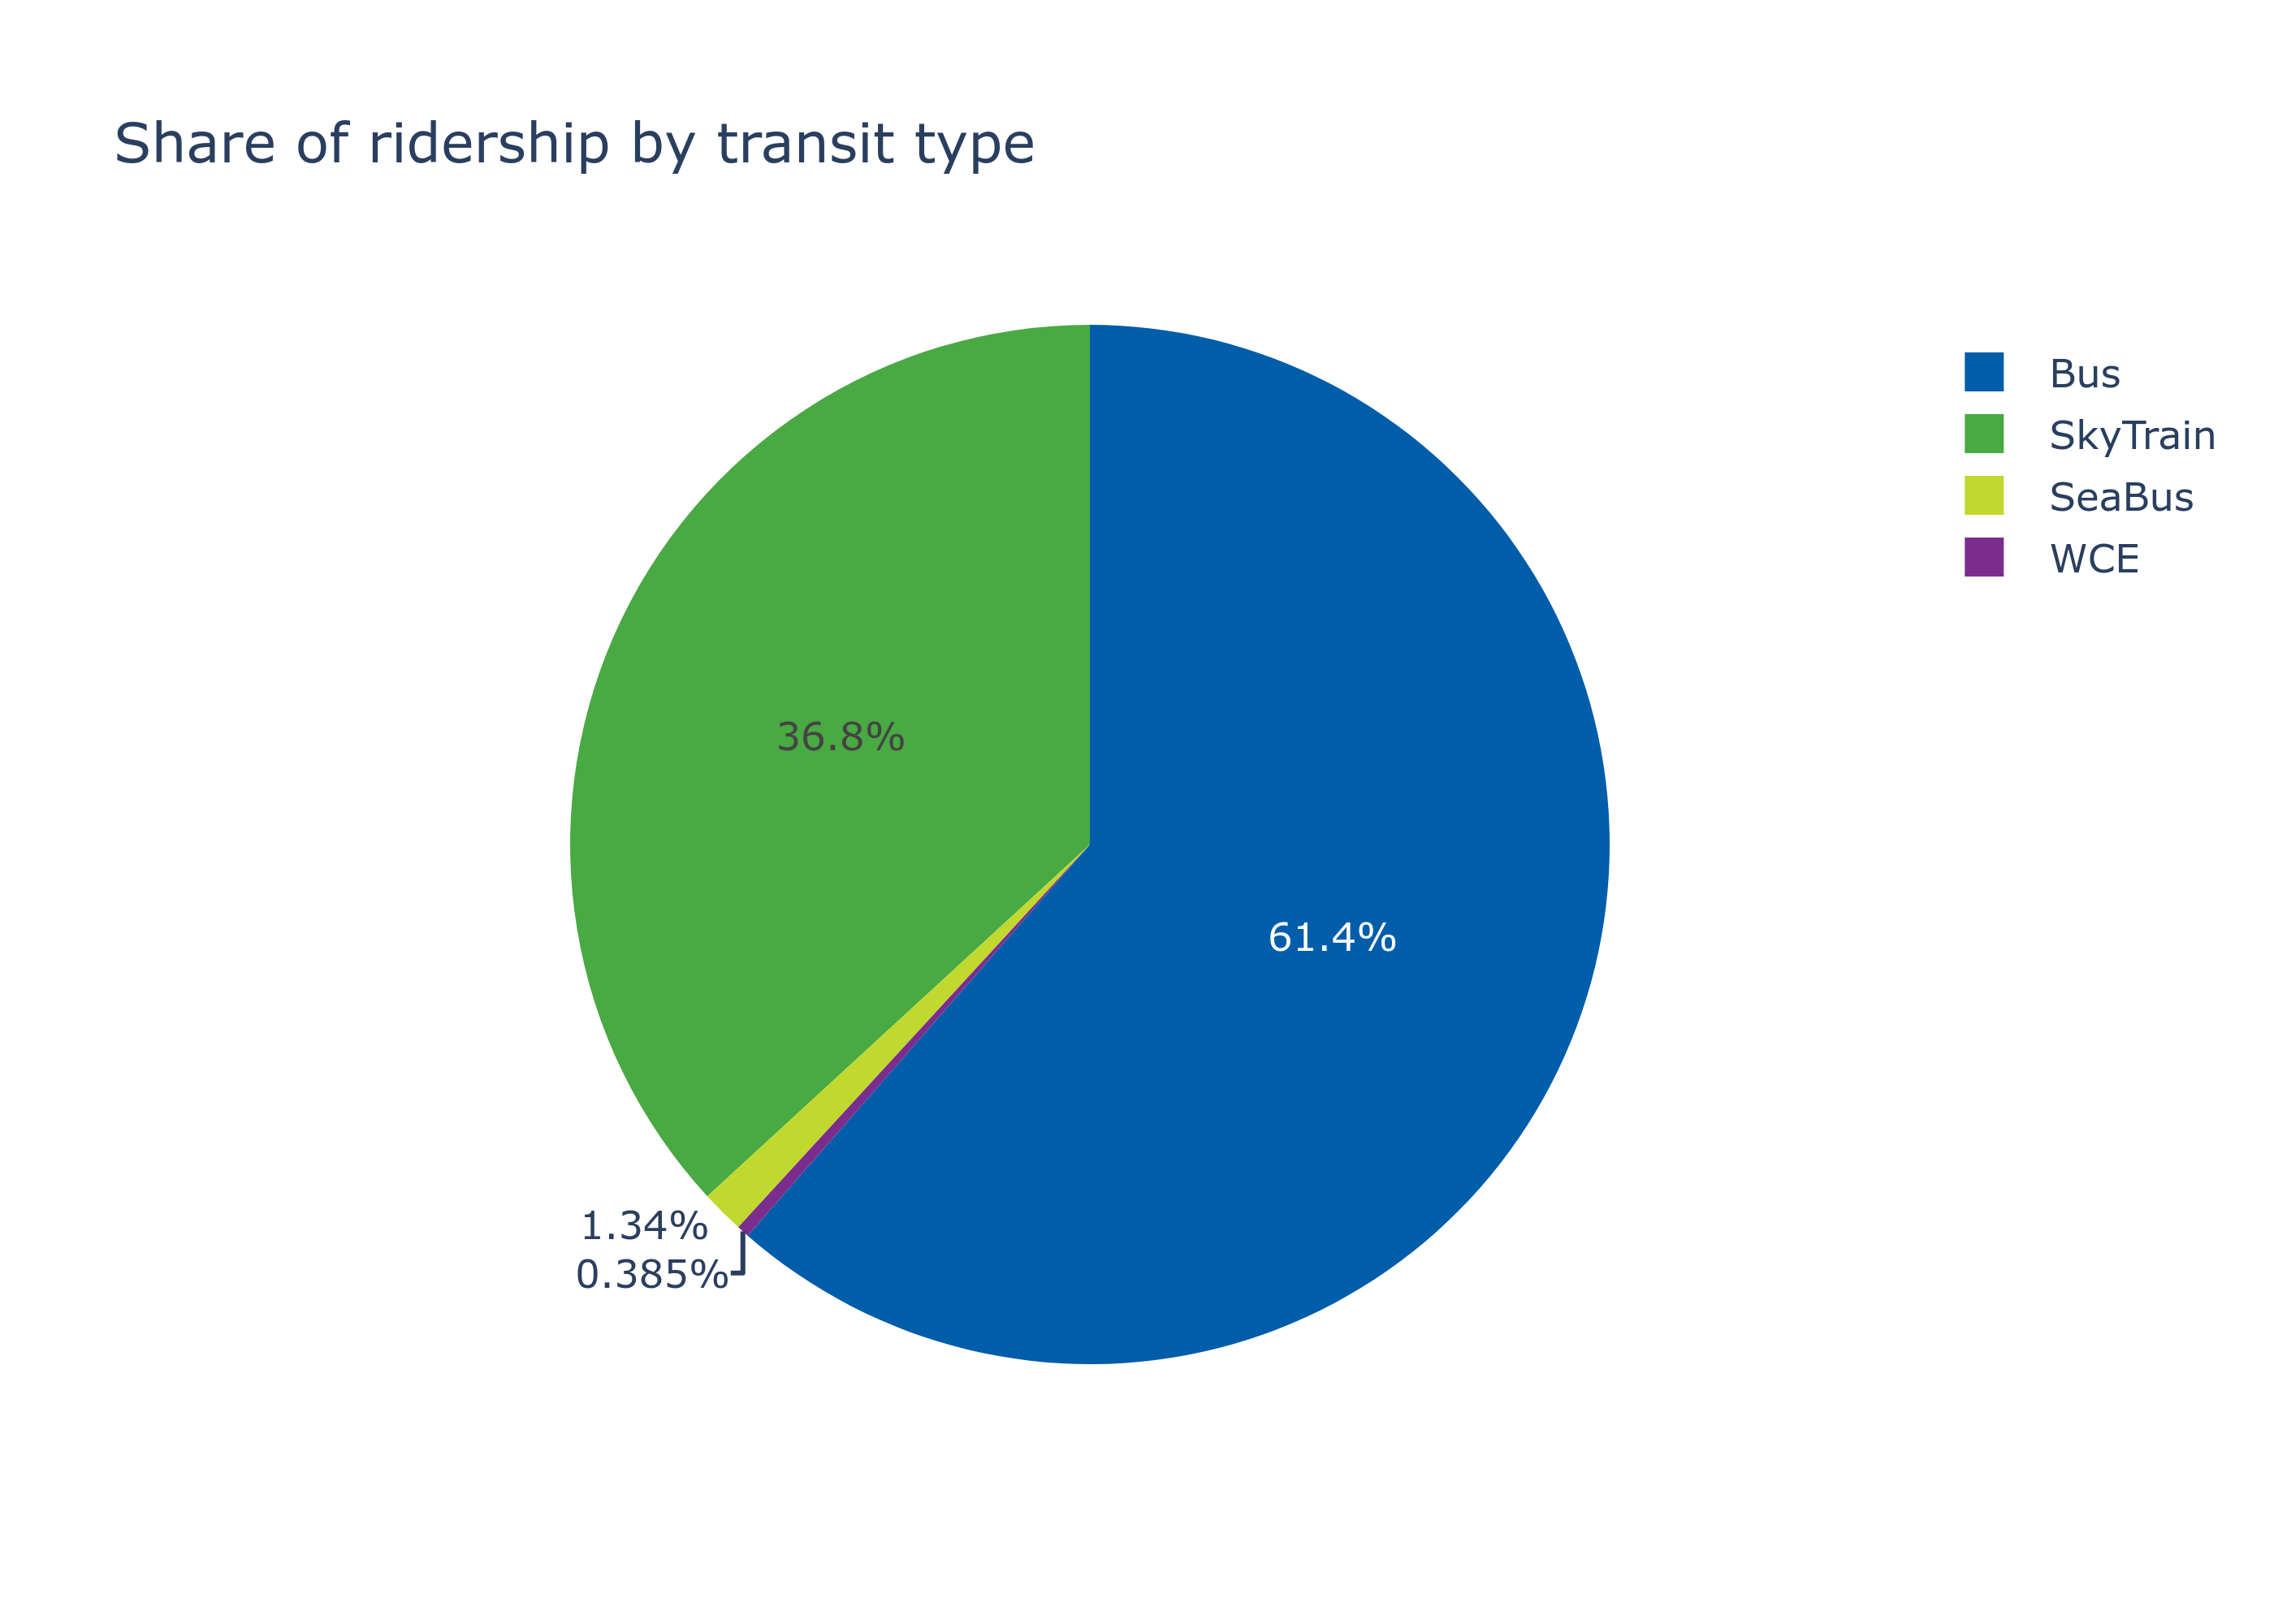 Share of ridership by transit type
Bus
SkyTrain
SeaBus
WCE
36.8%
61.4%
1.34%
0.385%